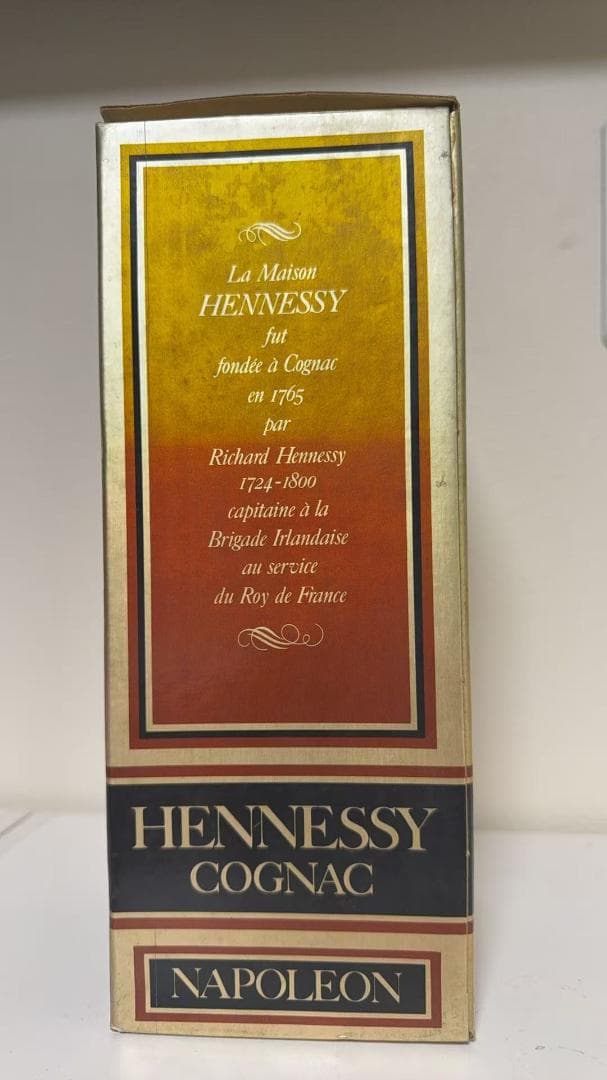 La Maison
HENNESSY
fut
fondée à Cognac
en 1765
par
Richard Hennessy
1724-1800
capitaine à la
Brigade Irlandaise
au service
du Roy de France
HENNESSY
COGNAC
NAPOLEON